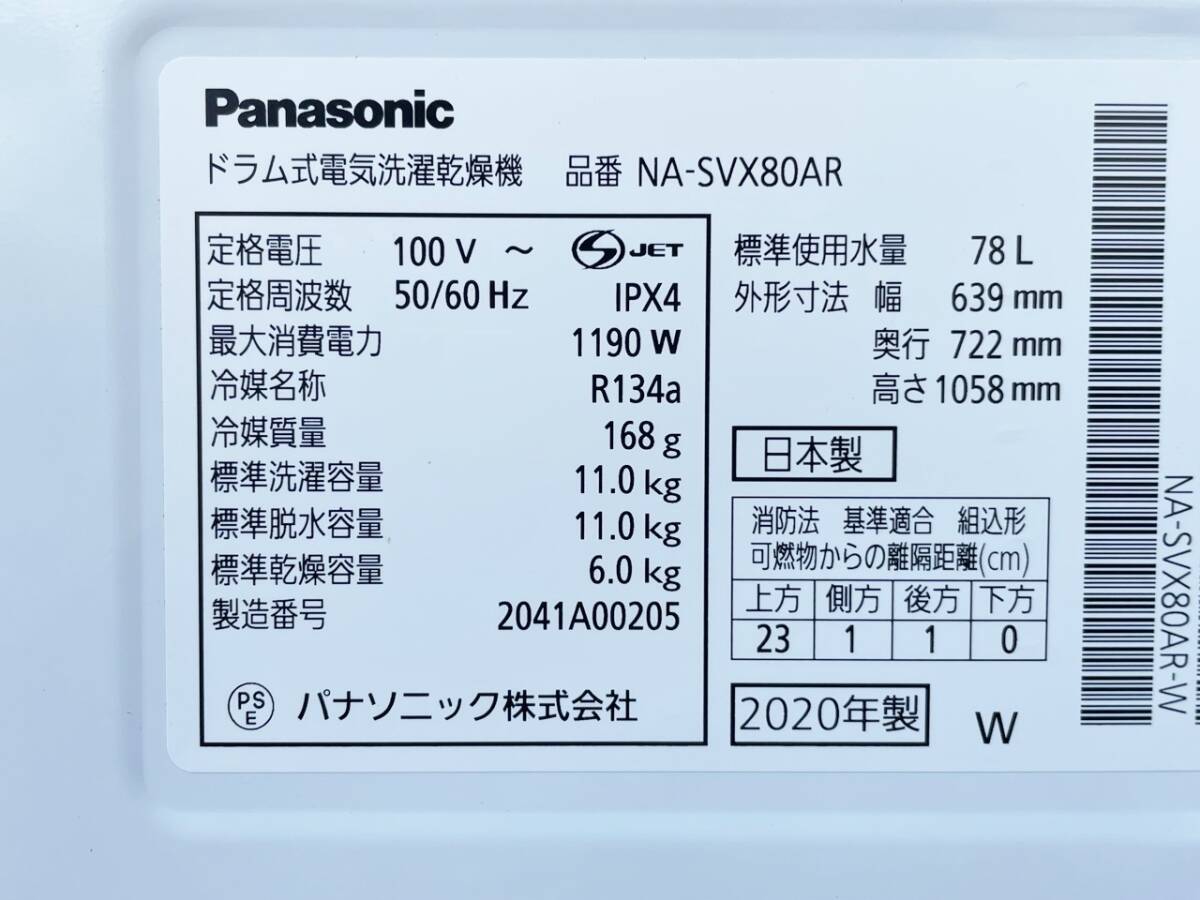 Panasonic
ドラム式電気洗濯乾燥機 品番 NA-SVX80AR
定格電圧 100 V ～ S JET
定格周波数 50/60 Hz IPX4
最大消費電力 1190 W
冷媒名称 R134a
冷媒質量 168 g
標準洗濯容量 11.0 kg
標準脱水容量 11.0 kg
標準乾燥容量 6.0 kg
製造番号 2041A00205
PS
E パナソニック株式会社
標準使用水量 78 L
外形寸法 幅 639 mm
奥行 722 mm
高さ 1058 mm
日本製
消防法 基準適合 組込形
可燃物からの離隔距離(cm)
上方 側方 後方 下方
23 1 1 0
2020年製 W
NA-SVX80AR-W